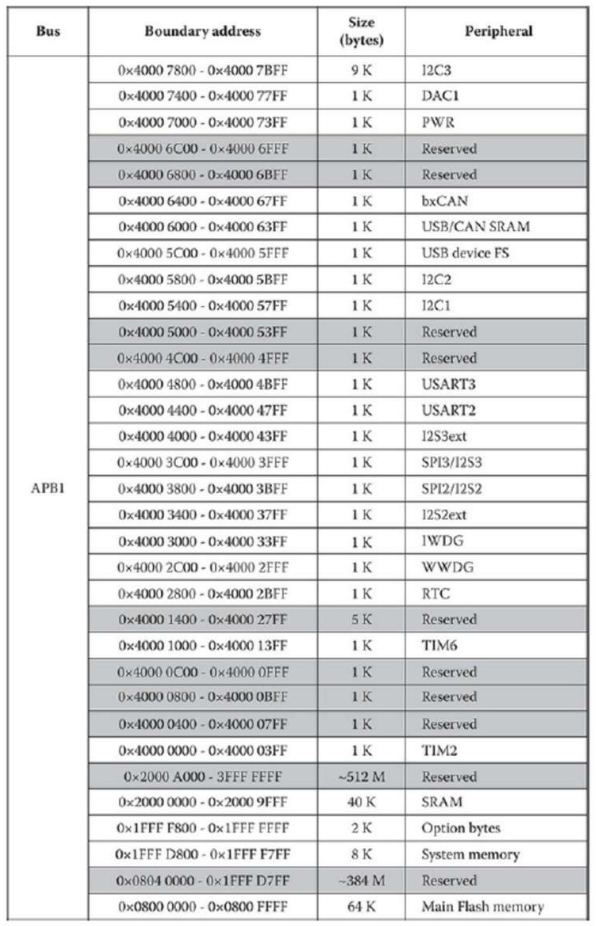 Bus Boundary address Size (bytes) Peripheral
0×4000 7800 - 0×4000 7BFF 9 K I2C3
0×4000 7400 - 0×4000 77FF 1 K DAC1
0×4000 7000 - 0×4000 73FF 1 K PWR
0×4000 6C00 - 0×4000 6FFF 1 K Reserved
0×4000 6800 - 0×4000 6BFF 1 K Reserved
0×4000 6400 - 0×4000 67FF 1 K bxCAN
0×4000 6000 - 0×4000 63FF 1 K USB/CAN SRAM
0×4000 5C00 - 0×4000 5FFF 1 K USB device FS
0×4000 5800 - 0×4000 5BFF 1 K I2C2
0×4000 5400 - 0×4000 57FF 1 K I2C1
0×4000 5000 - 0×4000 53FF 1 K Reserved
0×4000 4C00 - 0×4000 4FFF 1 K Reserved
0×4000 4800 - 0×4000 4BFF 1 K USART3
0×4000 4400 - 0×4000 47FF 1 K USART2
0×4000 4000 - 0×4000 43FF 1 K I2S3ext
0×4000 3C00 - 0×4000 3FFF 1 K SPI3/I2S3
APB1 0×4000 3800 - 0×4000 3BFF 1 K SPI2/I2S2
0×4000 3400 - 0×4000 37FF 1 K I2S2ext
0×4000 3000 - 0×4000 33FF 1 K IWDG
0×4000 2C00 - 0×4000 2FFF 1 K WWDG
0×4000 2800 - 0×4000 2BFF 1 K RTC
0×4000 1400 - 0×4000 27FF 5 K Reserved
0×4000 1000 - 0×4000 13FF 1 K TIM6
0×4000 0C00 - 0×4000 0FFF 1 K Reserved
0×4000 0800 - 0×4000 0BFF 1 K Reserved
0×4000 0400 - 0×4000 07FF 1 K Reserved
0×4000 0000 - 0×4000 03FF 1 K TIM2
0×2000 A000 - 3FFF FFFF ~512 M Reserved
0×2000 0000 - 0×2000 9FFF 40 K SRAM
0×1FFF F800 - 0×1FFF FFFF 2 K Option bytes
0×1FFF D800 - 0×1FFF F7FF 8 K System memory
0×0804 0000 - 0×1FFF D7FF ~384 M Reserved
0×0800 0000 - 0×0800 FFFF 64 K Main Flash memory